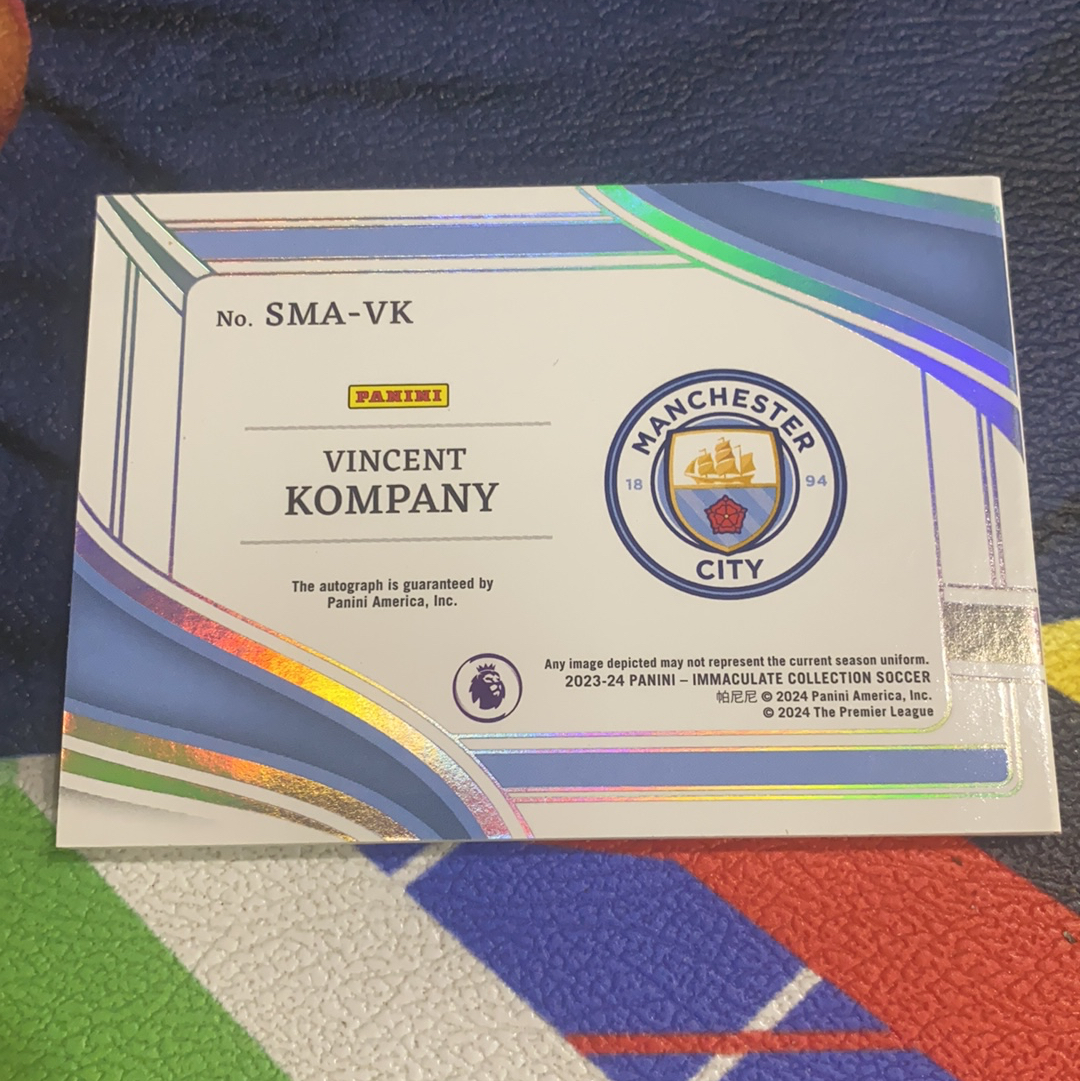 No. SMA-VK
PANINI
VINCENT
KOMPANY
The autograph is guaranteed by
Panini America, Inc.
MANCHESTER
18 94
CITY
Any image depicted may not represent the current season uniform.
2023-24 PANINI – IMMACULATE COLLECTION SOCCER
帕尼尼 © 2024 Panini America, Inc.
© 2024 The Premier League